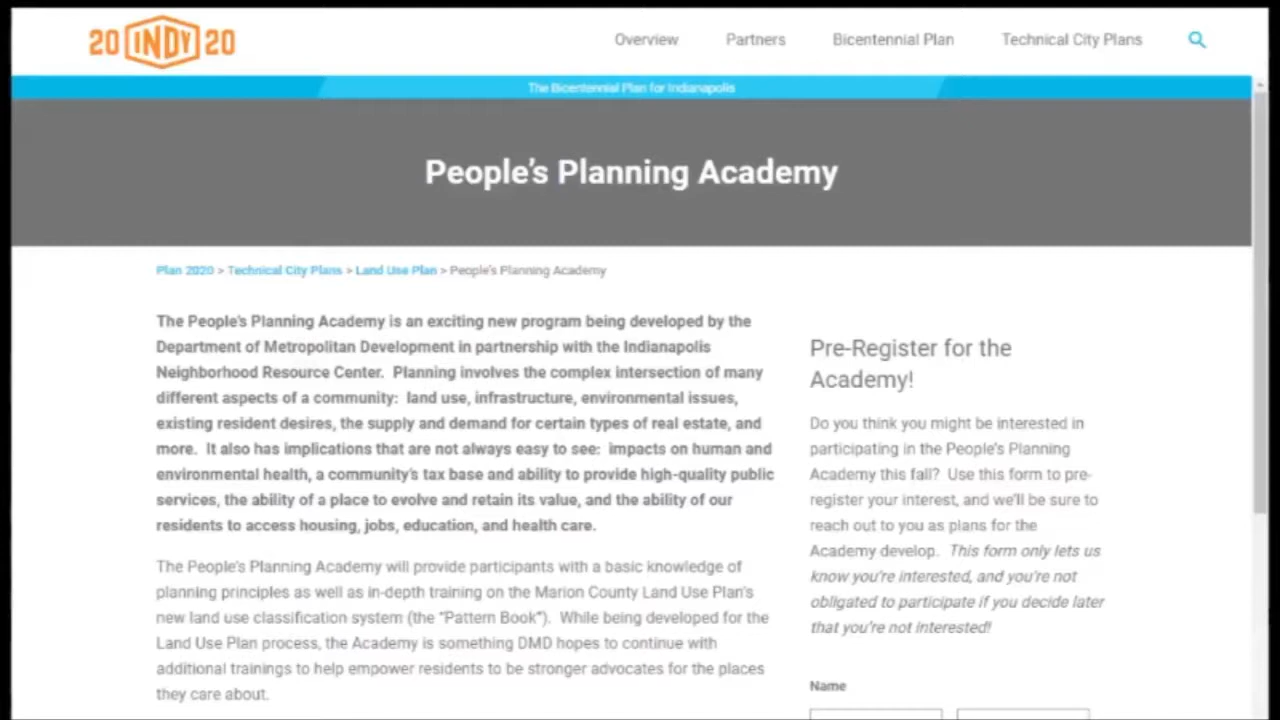 20 INDY 20
Overview
Partners
Bicentennial Plan
Technical City Plans
The Bicentennial Plan for Indianapolis
People's Planning Academy
Plan 2020 > Technical City Plans > Land Use Plan > People's Planning Academy
The People's Planning Academy is an exciting new program being developed by the
Department of Metropolitan Development in partnership with the Indianapolis
Neighborhood Resource Center.  Planning involves the complex intersection of many
different aspects of a community:  land use, infrastructure, environmental issues,
existing resident desires, the supply and demand for certain types of real estate, and
more.  It also has implications that are not always easy to see:  impacts on human and
environmental health, a community's tax base and ability to provide high-quality public
services, the ability of a place to evolve and retain its value, and the ability of our
residents to access housing, jobs, education, and health care.
The People's Planning Academy will provide participants with a basic knowledge of
planning principles as well as in-depth training on the Marion County Land Use Plan's
new land use classification system (the "Pattern Book").  While being developed for the
Land Use Plan process, the Academy is something DMD hopes to continue with
additional trainings to help empower residents to be stronger advocates for the places
they care about.
Pre-Register for the
Academy!
Do you think you might be interested in
participating in the People's Planning
Academy this fall?  Use this form to pre-
register your interest, and we'll be sure to
reach out to you as plans for the
Academy develop.  This form only lets us
know you're interested, and you're not
obligated to participate if you decide later
that you're not interested!
Name